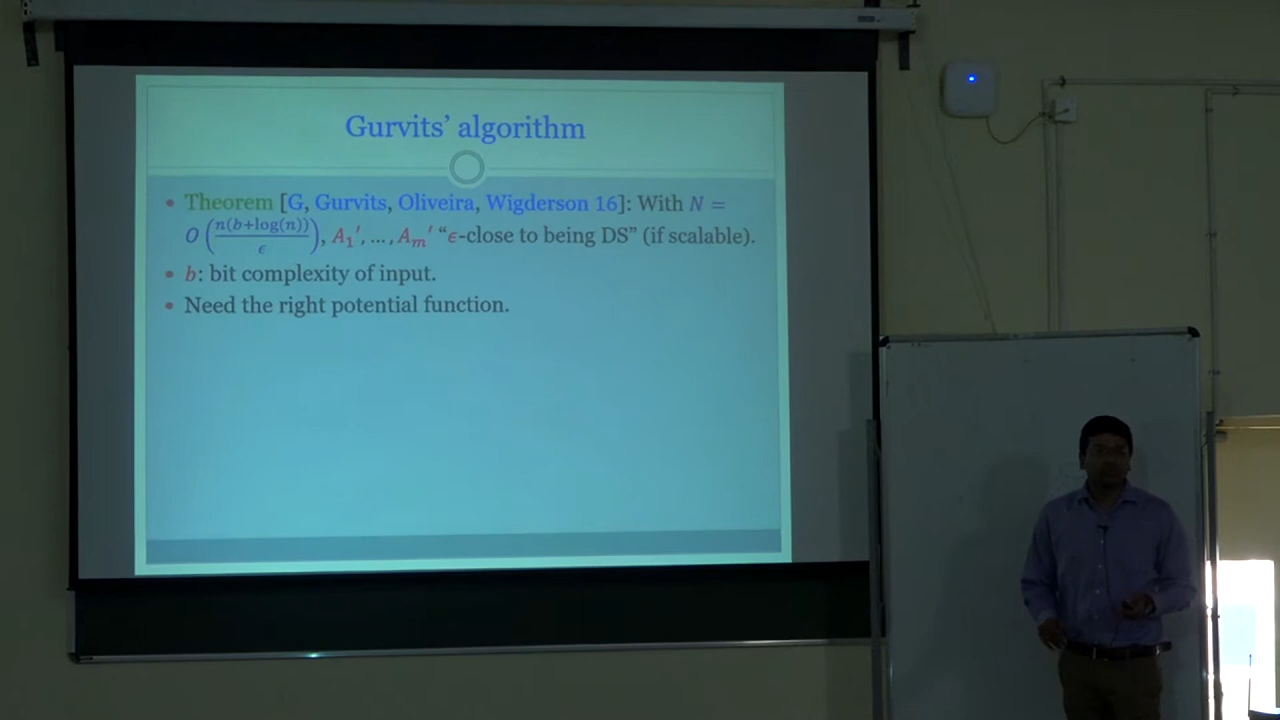 Gurvits' algorithm
• Theorem [G, Gurvits, Oliveira, Wigderson 16]: With N =
O(n(b+log(n))/ϵ), A₁′, …, Aₘ′ “ϵ-close to being DS” (if scalable).
• b: bit complexity of input.
• Need the right potential function.